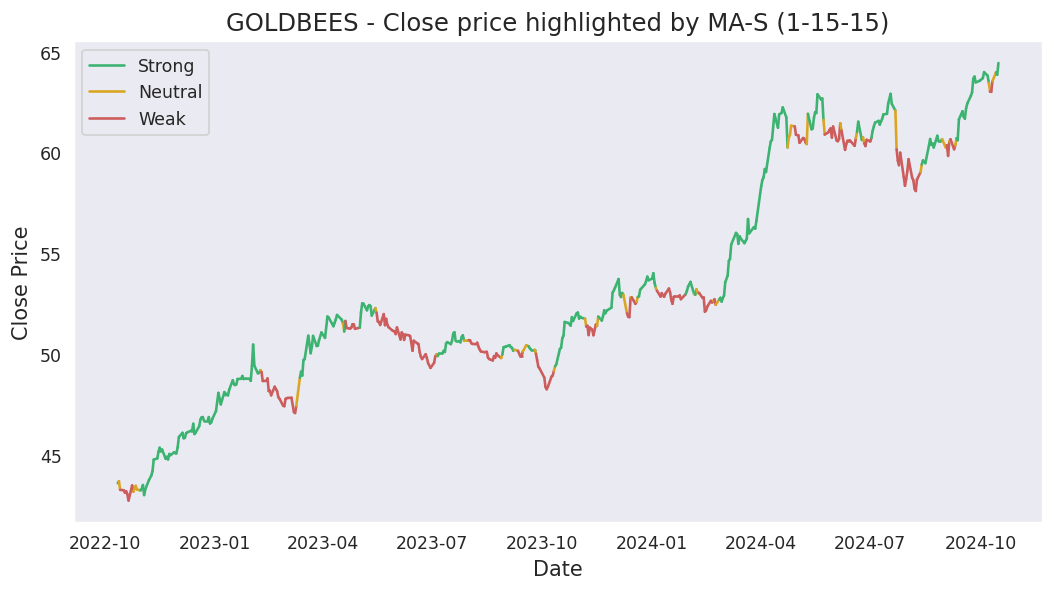 GOLDBEES - Close price highlighted by MA-S (1-15-15)
Strong
Neutral
Weak
Close Price
65
60
55
50
45
2022-10 2023-01 2023-04 2023-07 2023-10 2024-01 2024-04 2024-07 2024-10
Date